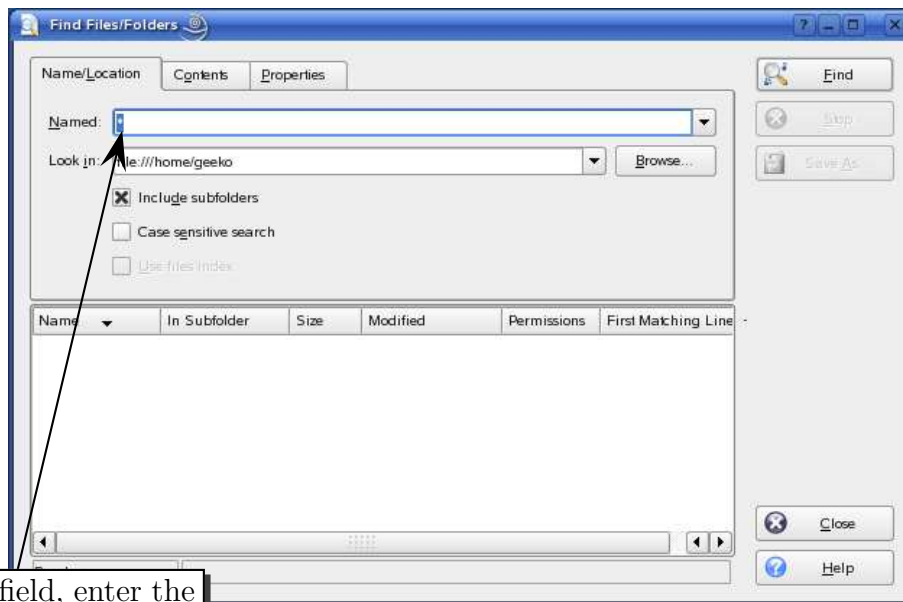 Find Files/Folders
Name/Location Contents Properties
Find
Named: *
Stop
Look in: file:///home/geeko Browse...
Save As...
Include subfolders
Case sensitive search
Use files index
Name In Subfolder Size Modified Permissions First Matching Line
Close
Help
field, enter the